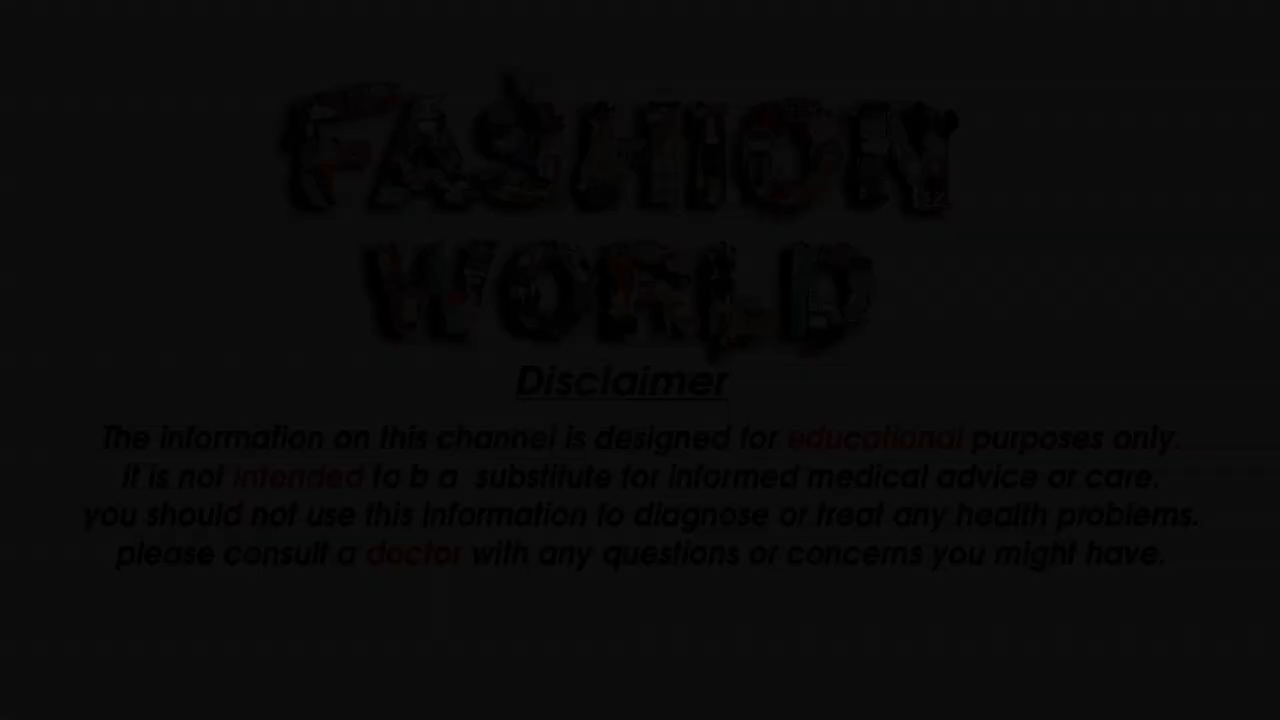 FASHION
WORLD
Disclaimer
The information on this channel is designed for educational purposes only.
It is not intended to b a substitute for informed medical advice or care.
you should not use this information to diagnose or treat any health problems.
please consult a doctor with any questions or concerns you might have.